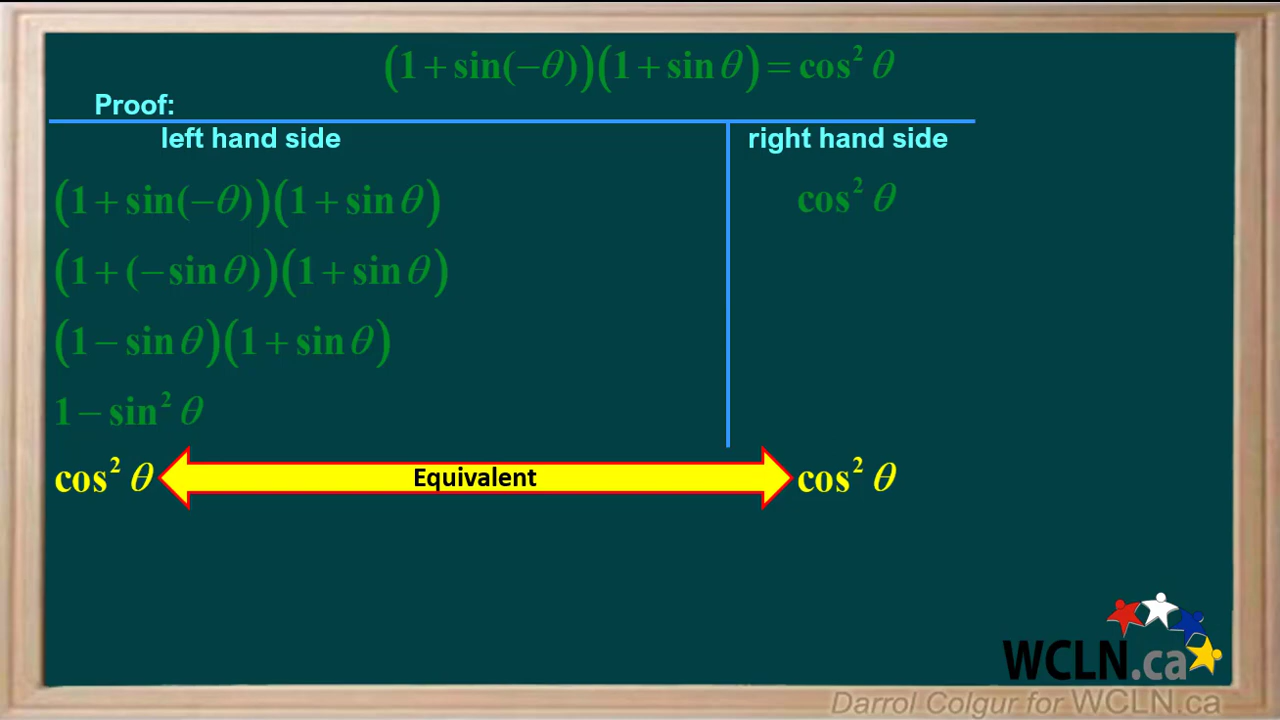 (1 + sin(−θ))(1 + sin θ) = cos² θ
Proof:
left hand side
right hand side
(1 + sin(−θ))(1 + sin θ)
cos² θ
(1 + (−sin θ))(1 + sin θ)
(1 − sin θ)(1 + sin θ)
1 − sin² θ
cos² θ
Equivalent
cos² θ
WCLN.ca
Darrol Colgur for WCLN.ca